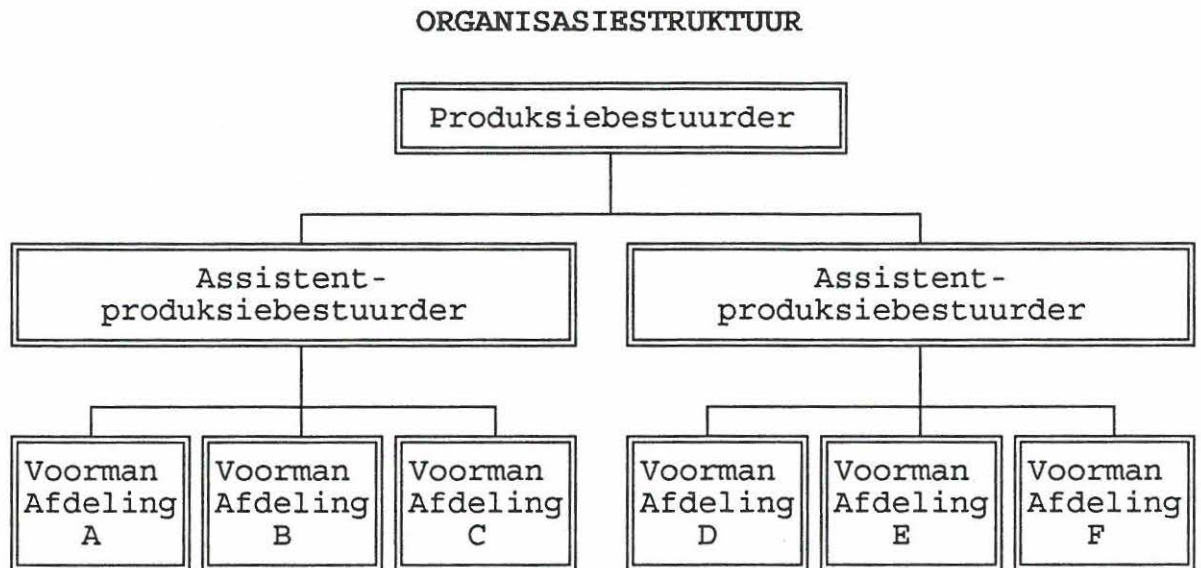 ORGANISASIESTRUKTUUR
Produksiebestuurder
Assistent-
produksiebestuurder
Assistent-
produksiebestuurder
Voorman
Afdeling
A
Voorman
Afdeling
B
Voorman
Afdeling
C
Voorman
Afdeling
D
Voorman
Afdeling
E
Voorman
Afdeling
F